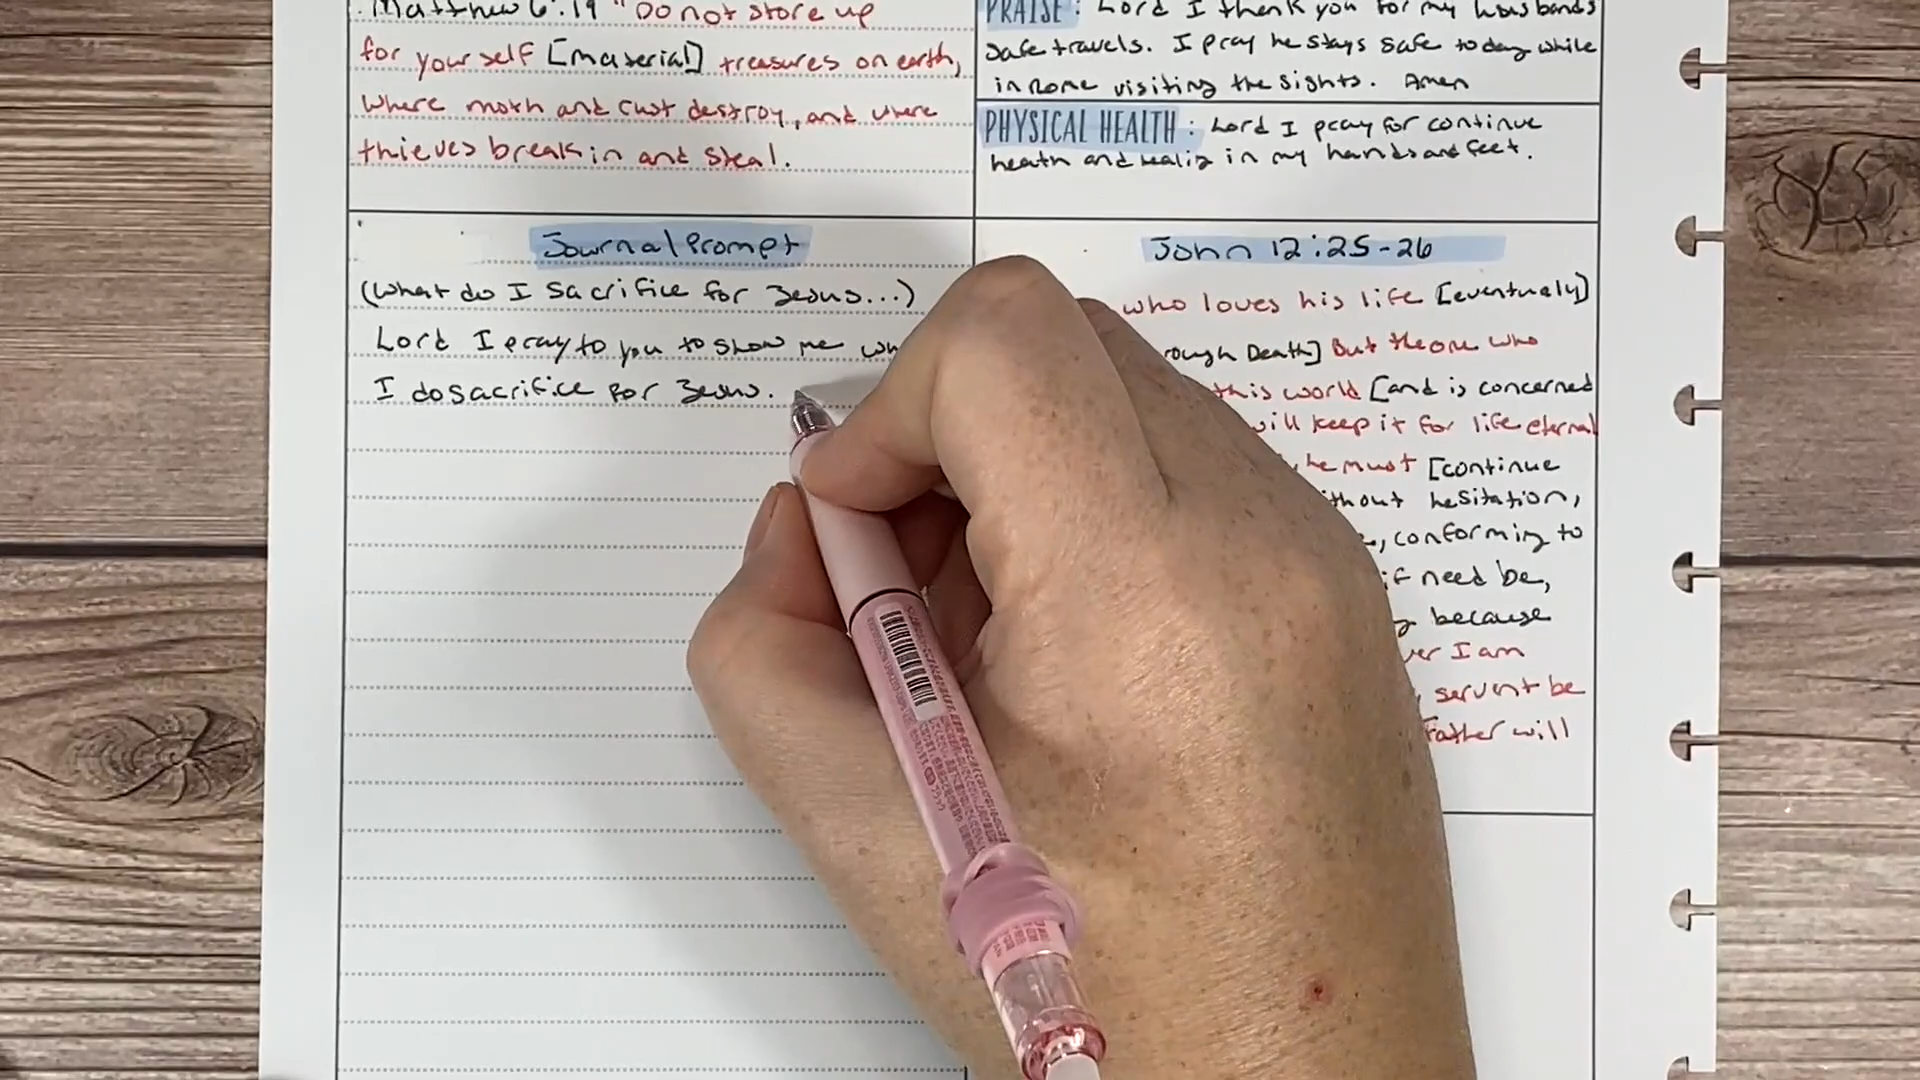 Matthew 6:19 "Do not store up
for your self [material] treasures on earth,
where moth and rust destroy, and where
thieves break in and steal.
PRAISE: Lord I thank you for my husbands
safe travels. I pray he stays safe today while
in Rome visiting the sights. Amen
PHYSICAL HEALTH: Lord I pray for continue
heath and healig in my hands and feet.
Journal Prompt
(What do I sacrifice for Jesus...)
Lord I pray to you to show me
I do sacrifice for Jesus.
John 12:25-26
who loves his life [eventually]
Death] But the one who
this world [and is concerned
will keep it for life eternal
he must [continue
hesitation,
conforming to
if need be,
because
I am
servant be
Father will